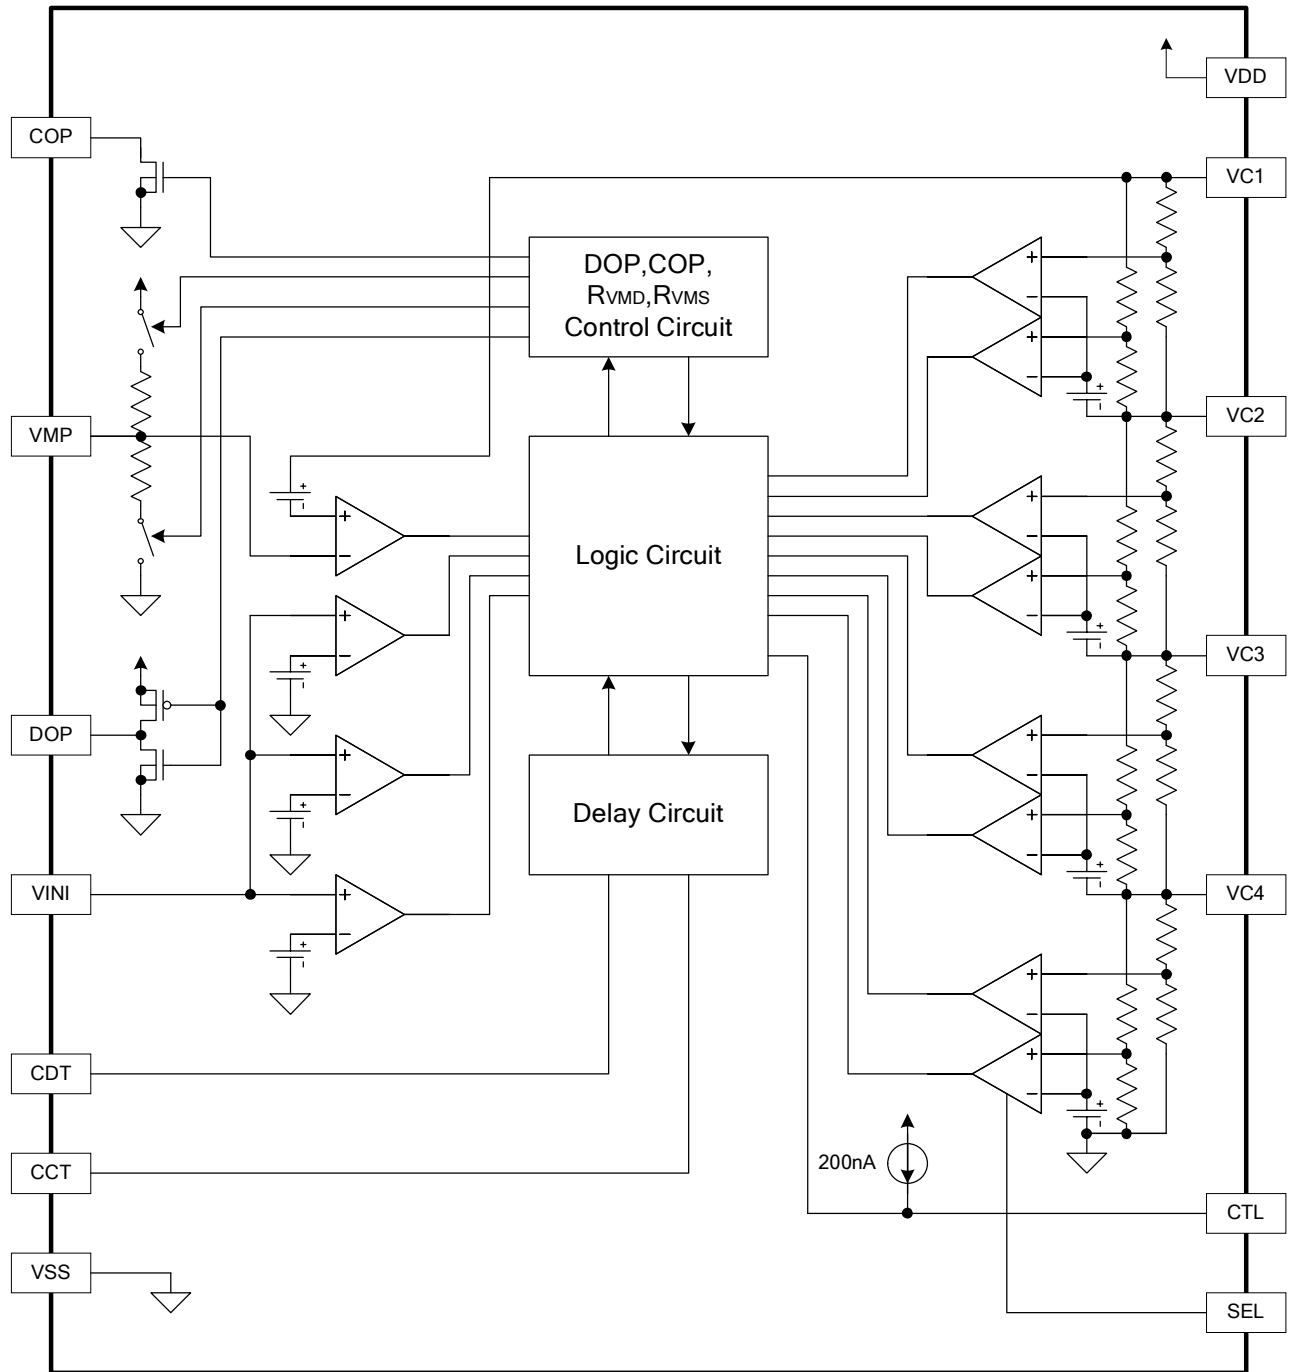 VDD
COP
VC1
DOP,COP,
RVMD,RVMS
Control Circuit
+
-
+
-
+
-
VMP
VC2
+
-
+
-
+
-
Logic Circuit
+
-
+
-
VC3
+
-
+
-
DOP
+
-
+
-
+
-
Delay Circuit
+
-
+
-
VINI
VC4
+
-
+
-
+
-
+
-
CDT
+
-
200nA
CCT
CTL
VSS
SEL